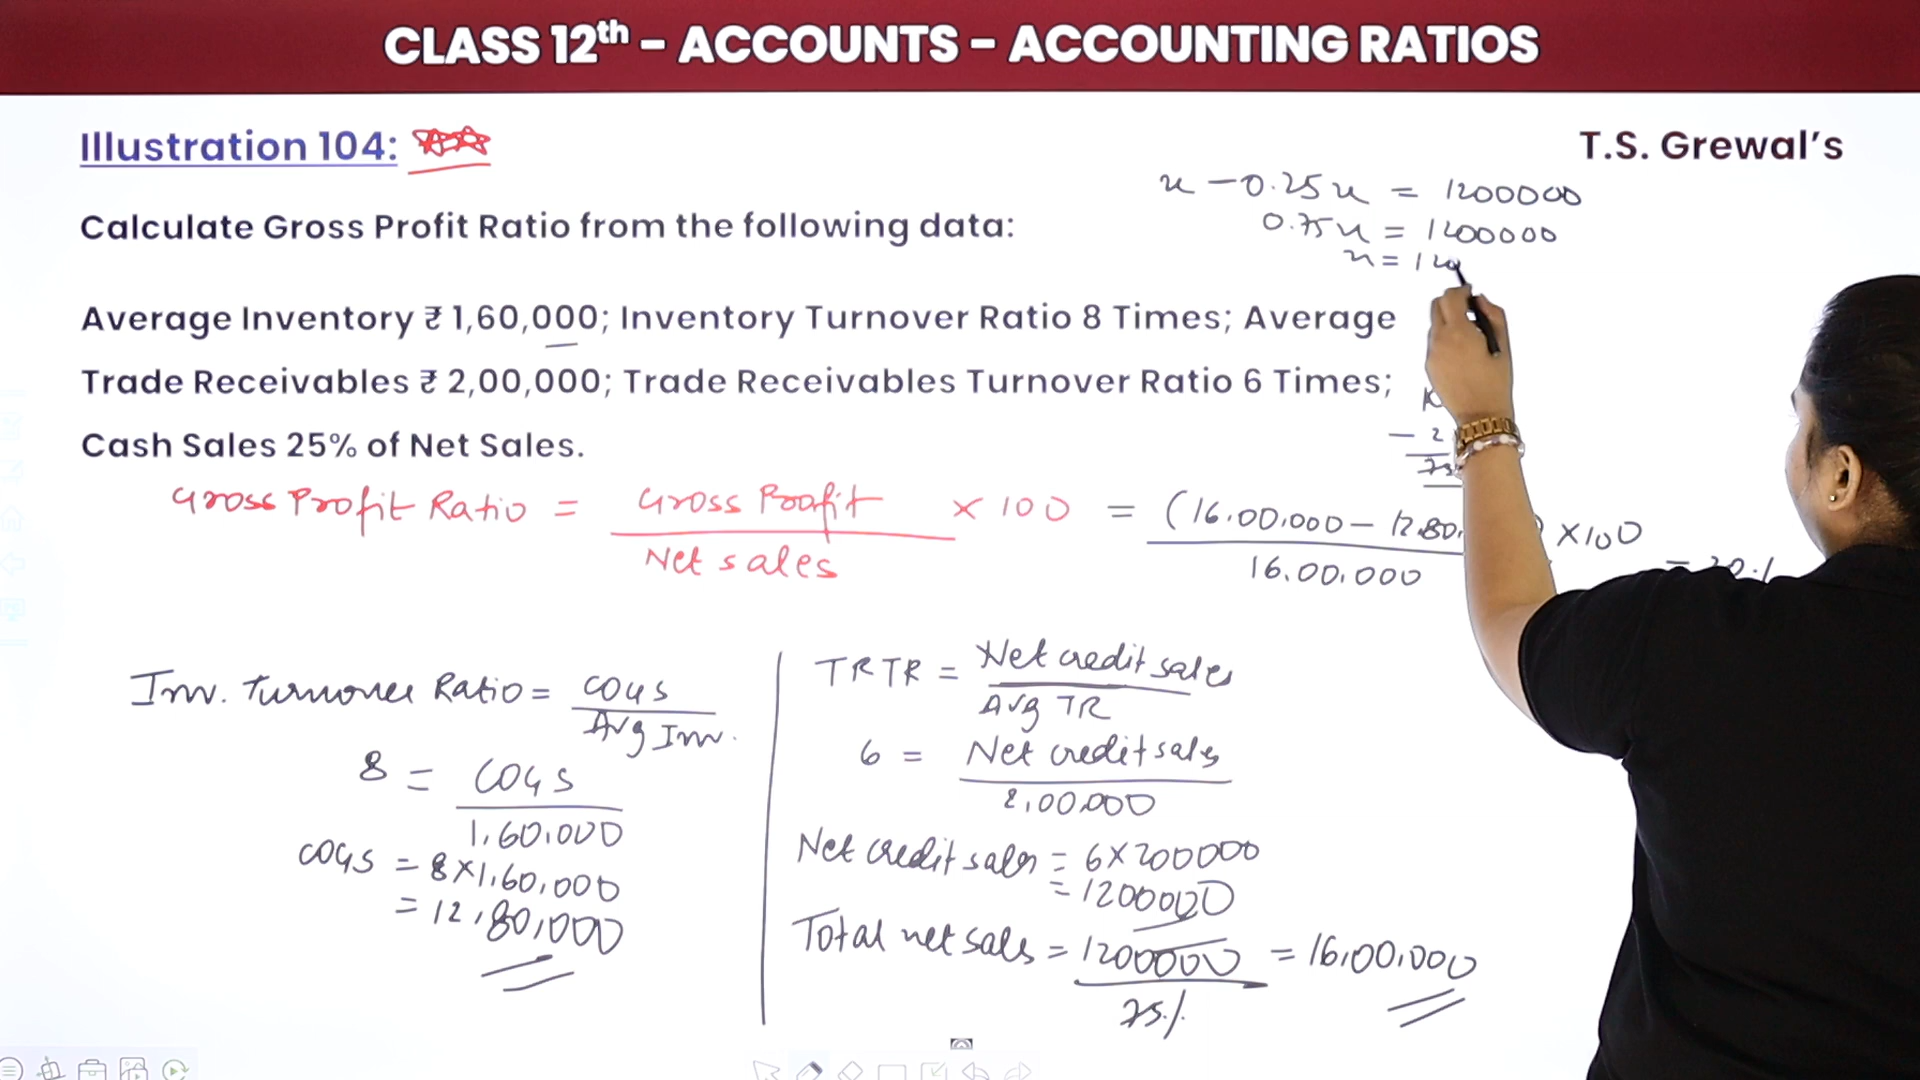 CLASS 12th - ACCOUNTS - ACCOUNTING RATIOS
Illustration 104:
T.S. Grewal's
x - 0.25x = 1200000
0.75x = 1200000
x = 120
Calculate Gross Profit Ratio from the following data:
Average Inventory ₹ 1,60,000; Inventory Turnover Ratio 8 Times; Average
Trade Receivables ₹ 2,00,000; Trade Receivables Turnover Ratio 6 Times;
Cash Sales 25% of Net Sales.
Gross Profit Ratio = Gross Profit / Net sales × 100 = (16,00,000 - 12,80, ) / 16,00,000 × 100 = 20%
Inv. Turnover Ratio = COGS / Avg Inv.
8 = COGS / 1,60,000
COGS = 8×1,60,000
= 12,80,000
TRTR = Net credit sales / Avg TR
6 = Net credit sales / 2,00,000
Net credit sales = 6×200000
= 1200000
Total net sales = 1200000 / 75% = 16,00,000